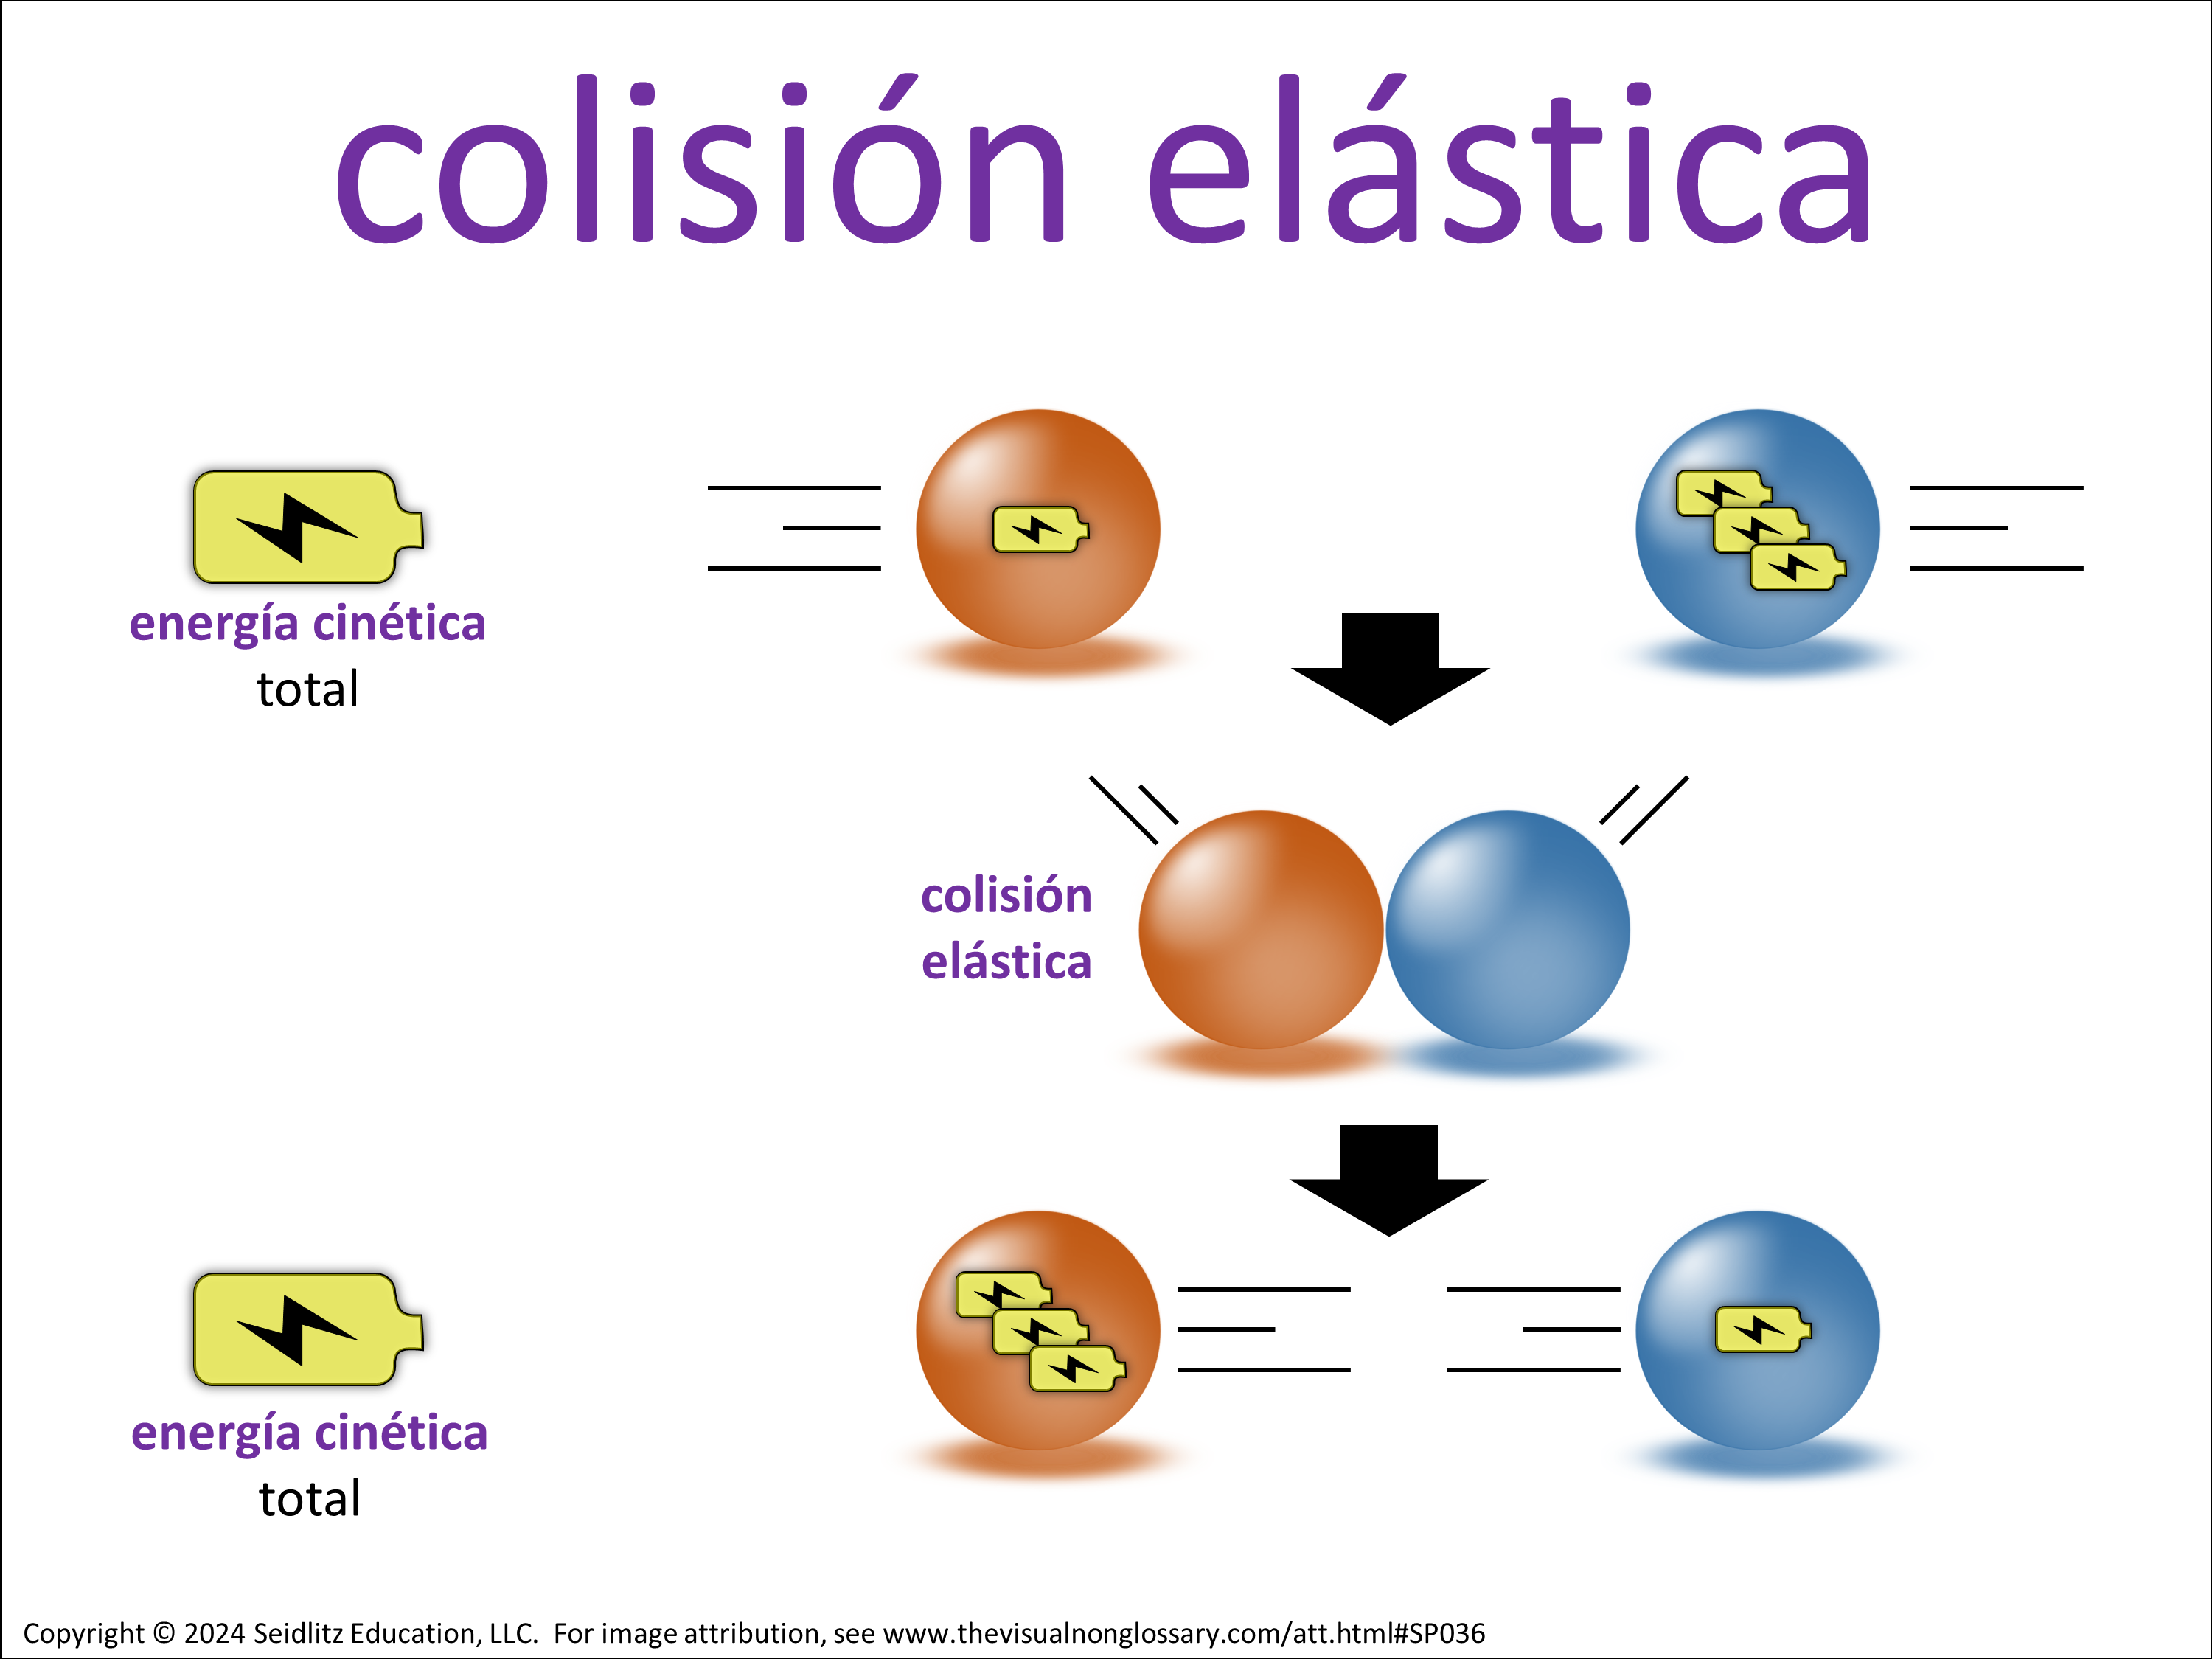 colisión elástica
energía cinética
total
colisión
elástica
energía cinética
total
Copyright © 2024 Seidlitz Education, LLC.  For image attribution, see www.thevisualnonglossary.com/att.html#SP036